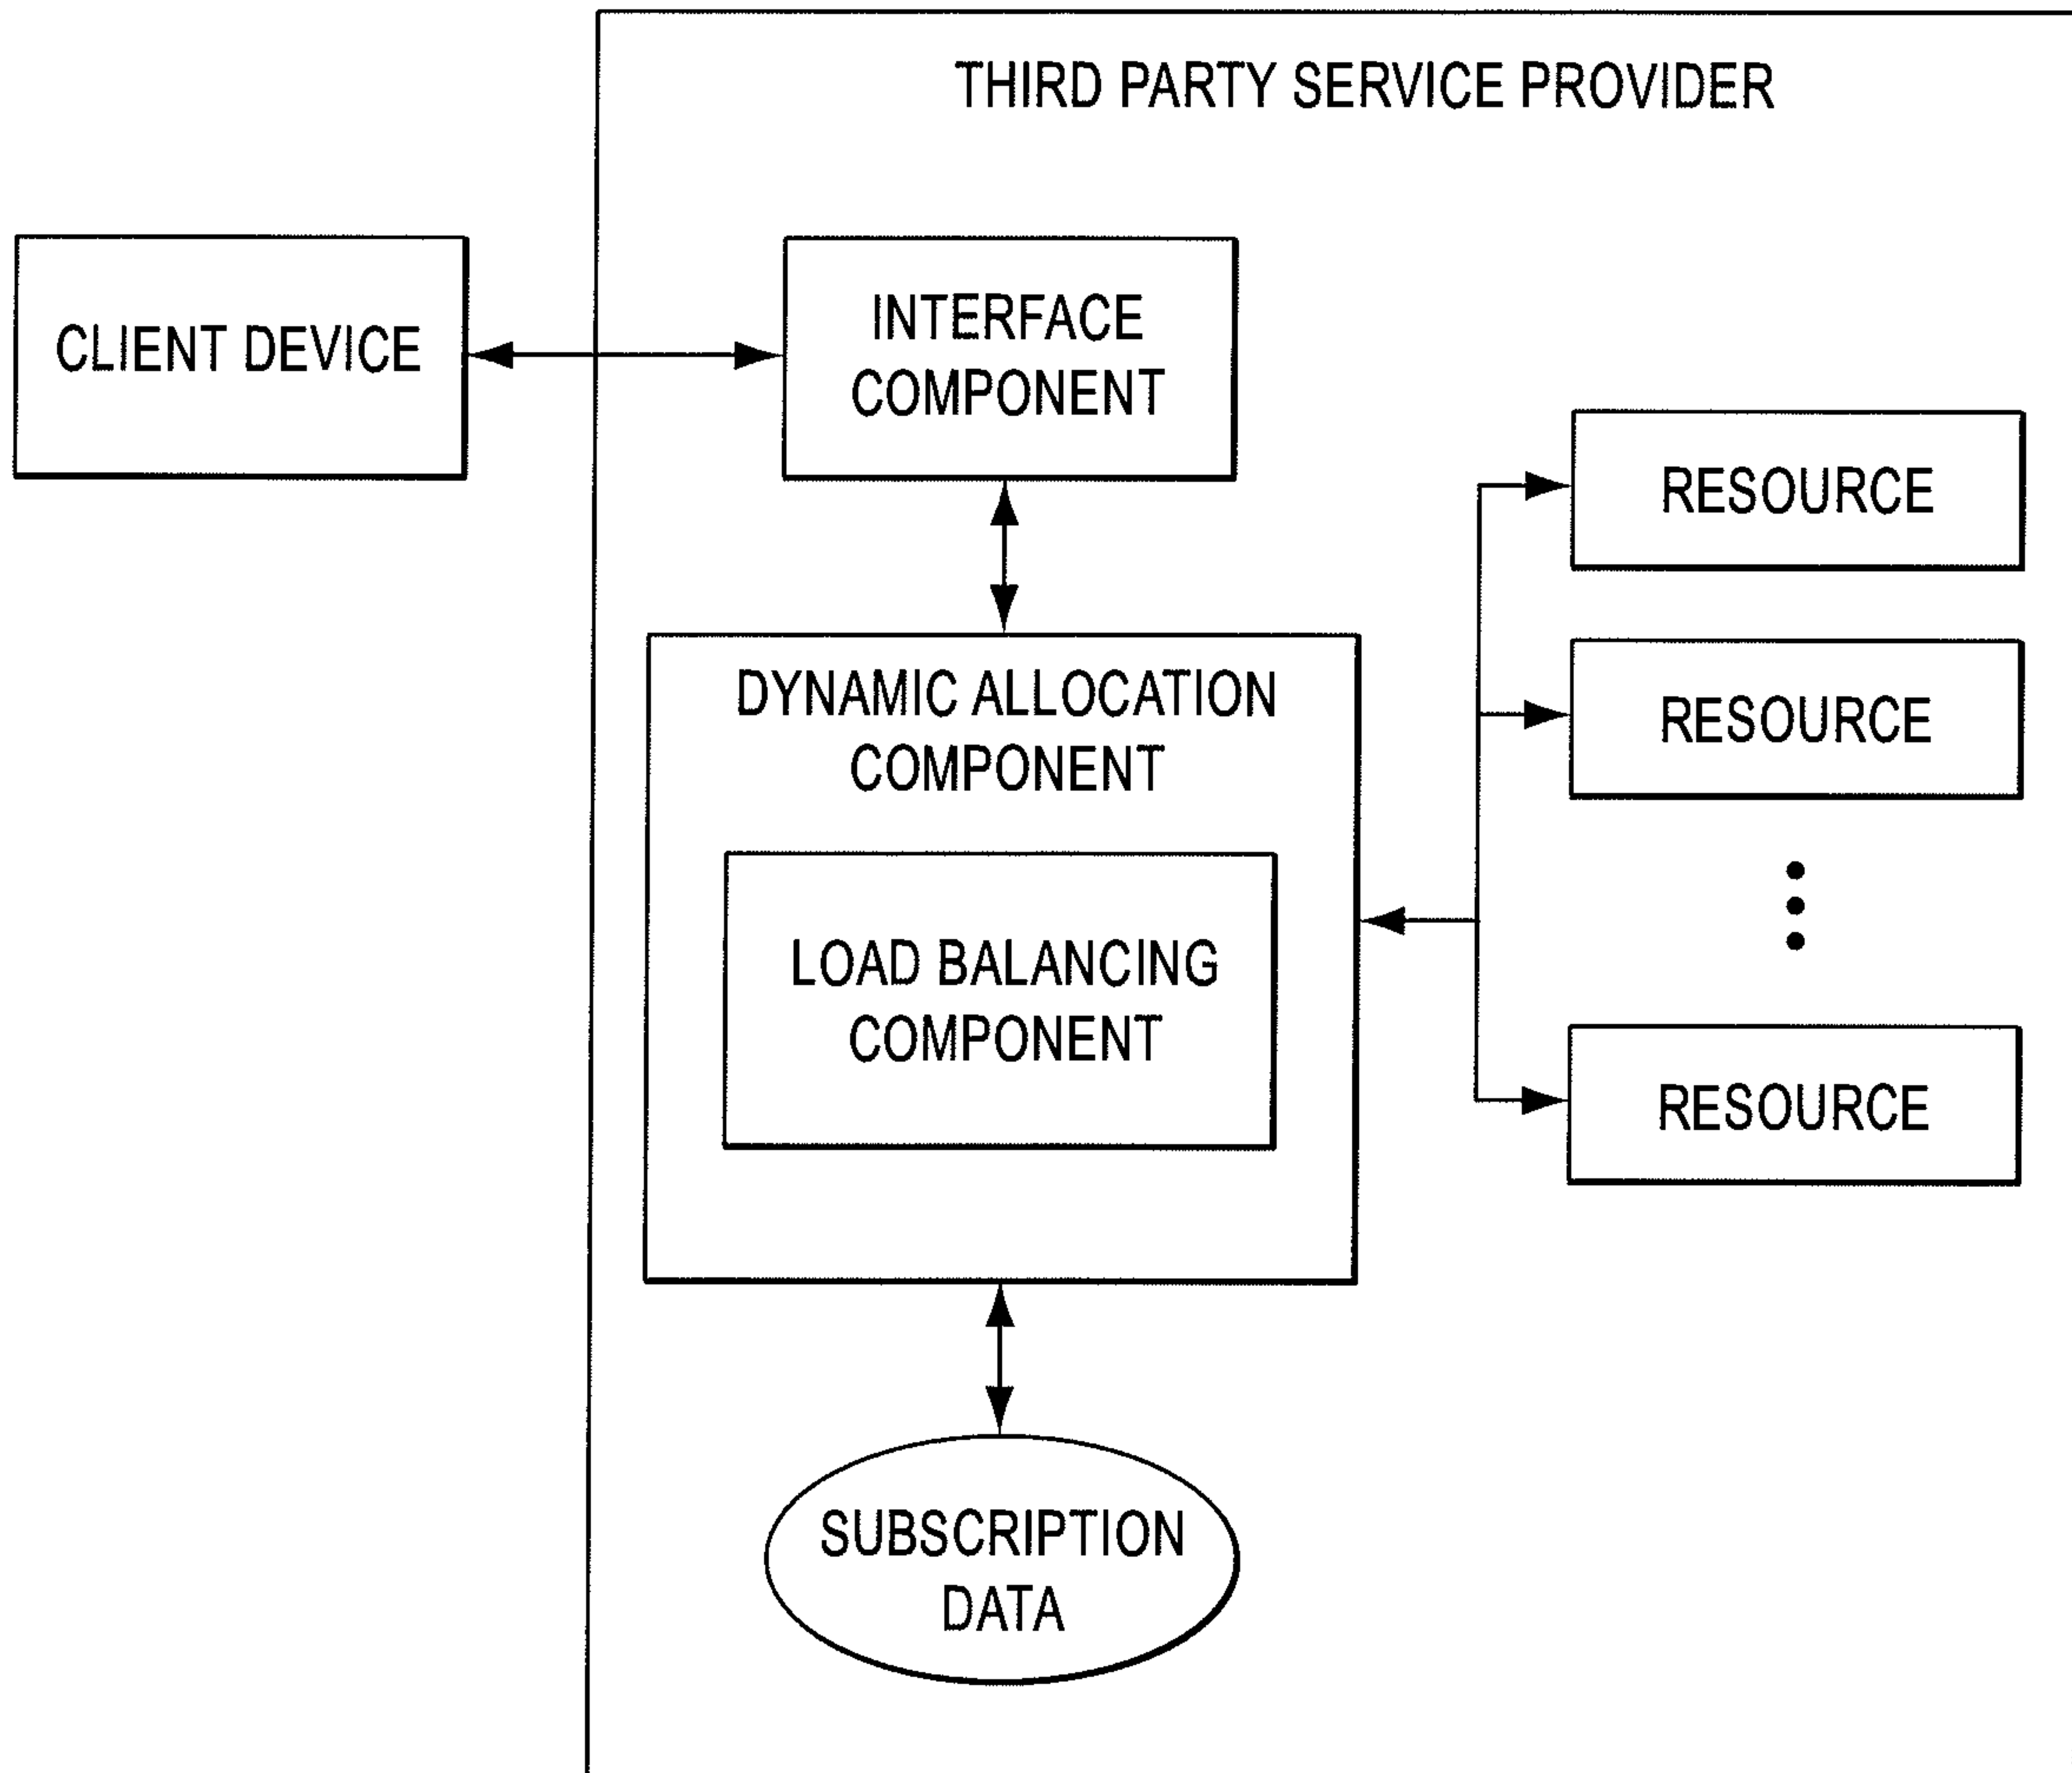 THIRD PARTY SERVICE PROVIDER
CLIENT DEVICE
INTERFACE
COMPONENT
RESOURCE
DYNAMIC ALLOCATION
COMPONENT
RESOURCE
LOAD BALANCING
COMPONENT
RESOURCE
SUBSCRIPTION
DATA